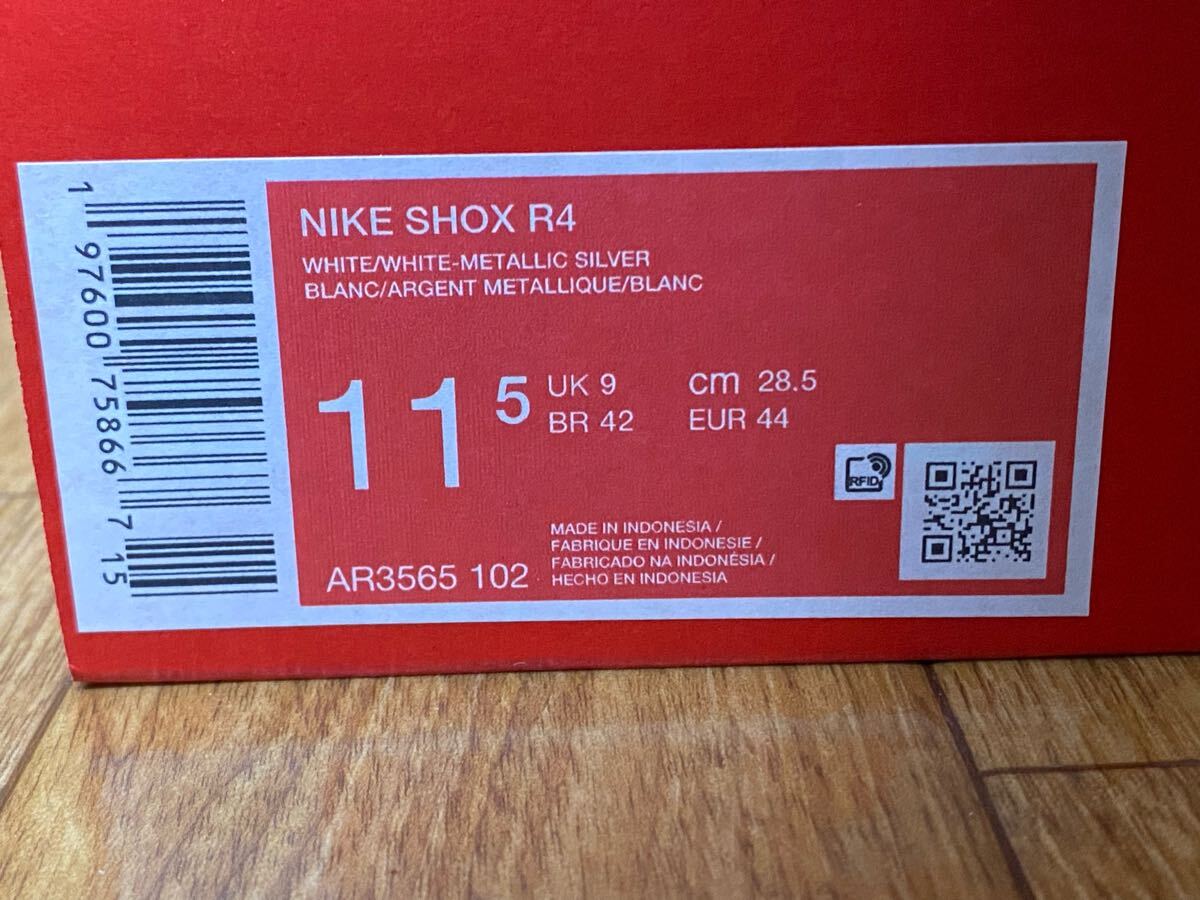 NIKE SHOX R4
WHITE/WHITE-METALLIC SILVER
BLANC/ARGENT METALLIQUE/BLANC
11 5
UK 9 cm 28.5
BR 42 EUR 44
RFID
MADE IN INDONESIA /
FABRIQUE EN INDONESIE /
FABRICADO NA INDONÉSIA /
HECHO EN INDONESIA
AR3565 102
1 97600 75866 7 15